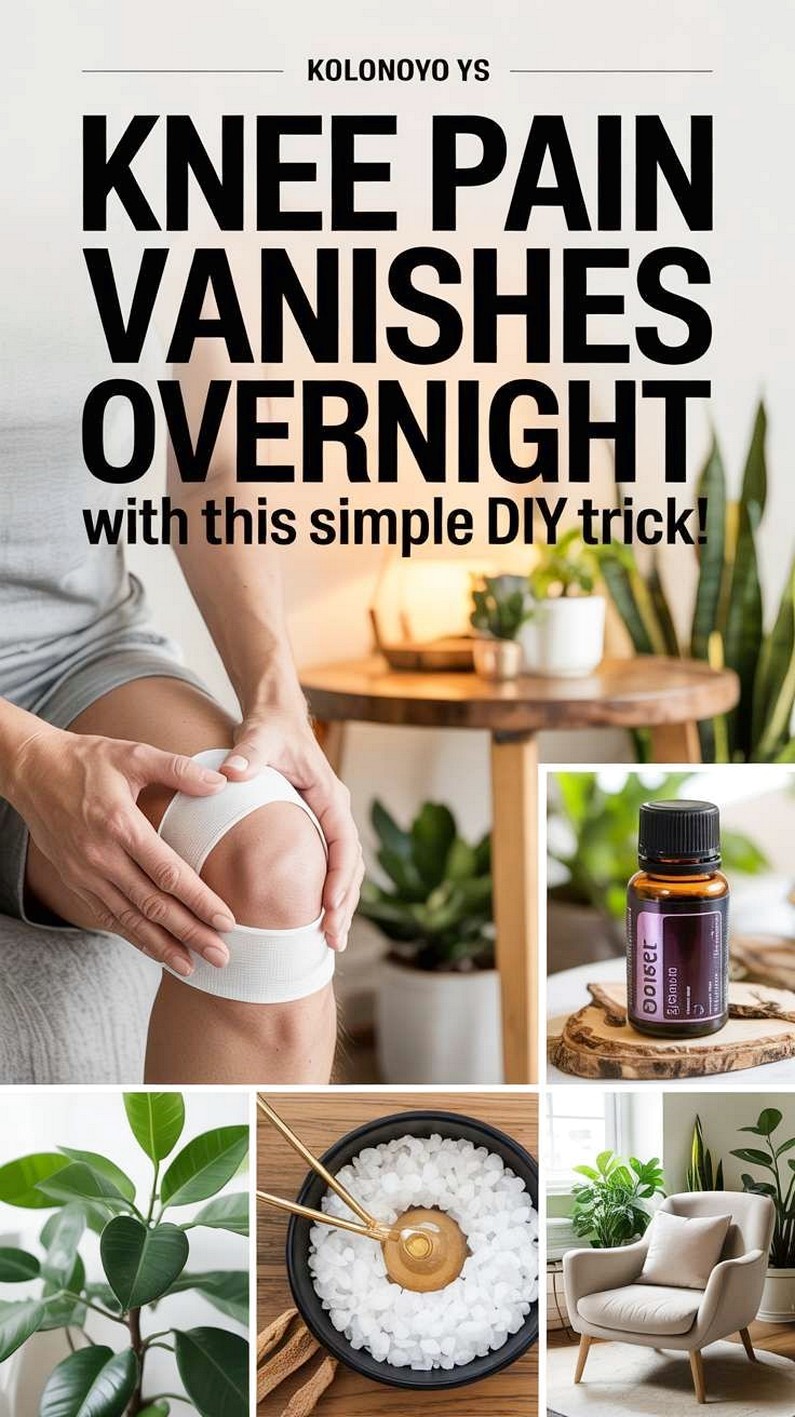 KOLONOYO YS
KNEE PAIN
VANISHES
OVERNIGHT
with this simple DIY trick!